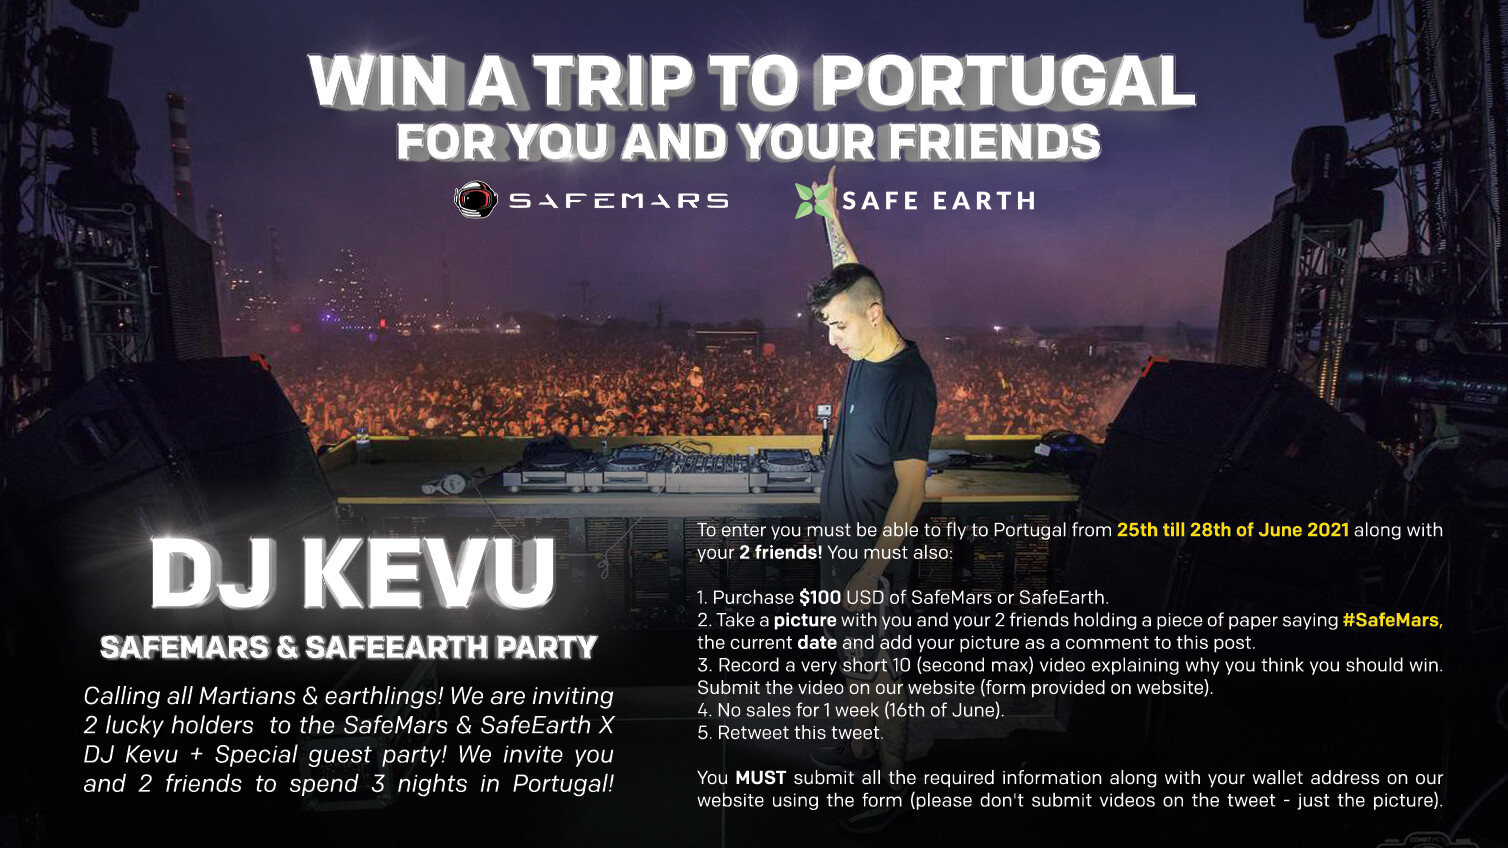 WIN A TRIP TO PORTUGAL
FOR YOU AND YOUR FRIENDS
SAFEMARS
SAFE EARTH
DJ KEVU
SAFEMARS & SAFEEARTH PARTY
Calling all Martians & earthlings! We are inviting
2 lucky holders to the SafeMars & SafeEarth X
DJ Kevu + Special guest party! We invite you
and 2 friends to spend 3 nights in Portugal!
To enter you must be able to fly to Portugal from 25th till 28th of June 2021 along with
your 2 friends! You must also:
1. Purchase $100 USD of SafeMars or SafeEarth.
2. Take a picture with you and your 2 friends holding a piece of paper saying #SafeMars,
the current date and add your picture as a comment to this post.
3. Record a very short 10 (second max) video explaining why you think you should win.
Submit the video on our website (form provided on website).
4. No sales for 1 week (16th of June).
5. Retweet this tweet.
You MUST submit all the required information along with your wallet address on our
website using the form (please don't submit videos on the tweet - just the picture).